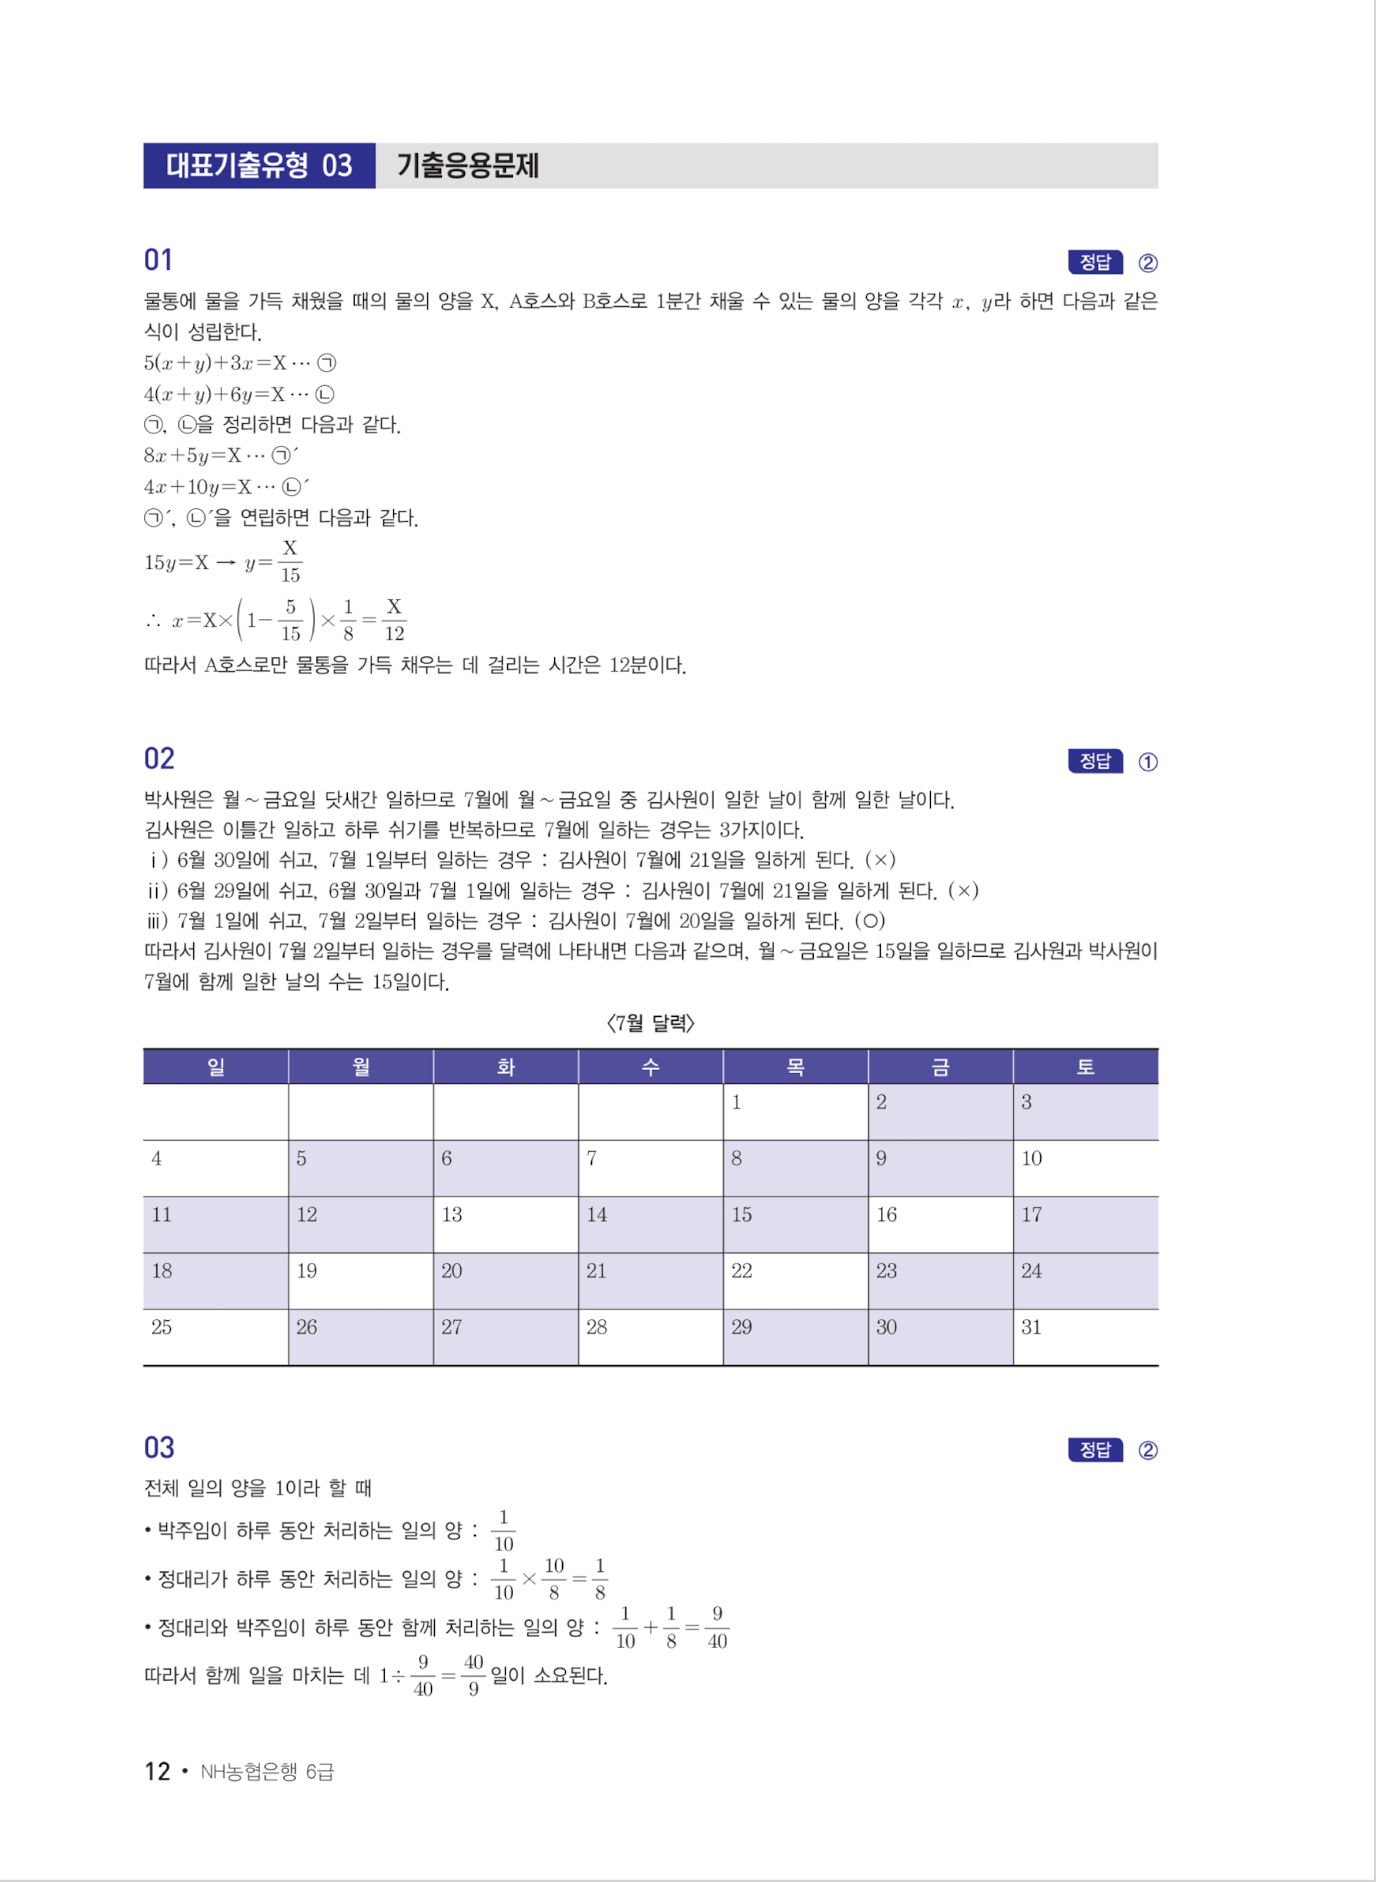 대표기출유형 03 기출응용문제
01 정답 ②
물통에 물을 가득 채웠을 때의 물의 양을 X, A호스와 B호스로 1분간 채울 수 있는 물의 양을 각각 x, y라 하면 다음과 같은
식이 성립한다.
5(x+y)+3x=X … ㉠
4(x+y)+6y=X … ㉡
㉠, ㉡을 정리하면 다음과 같다.
8x+5y=X … ㉠′
4x+10y=X … ㉡′
㉠′, ㉡′을 연립하면 다음과 같다.
15y=X → y=X/15
∴ x=X×(1−5/15)×1/8=X/12
따라서 A호스로만 물통을 가득 채우는 데 걸리는 시간은 12분이다.
02 정답 ①
박사원은 월~금요일 닷새간 일하므로 7월에 월~금요일 중 김사원이 일한 날이 함께 일한 날이다.
김사원은 이틀간 일하고 하루 쉬기를 반복하므로 7월에 일하는 경우는 3가지이다.
ⅰ) 6월 30일에 쉬고, 7월 1일부터 일하는 경우 : 김사원이 7월에 21일을 일하게 된다. (×)
ⅱ) 6월 29일에 쉬고, 6월 30일과 7월 1일에 일하는 경우 : 김사원이 7월에 21일을 일하게 된다. (×)
ⅲ) 7월 1일에 쉬고, 7월 2일부터 일하는 경우 : 김사원이 7월에 20일을 일하게 된다. (○)
따라서 김사원이 7월 2일부터 일하는 경우를 달력에 나타내면 다음과 같으며, 월~금요일은 15일을 일하므로 김사원과 박사원이
7월에 함께 일한 날의 수는 15일이다.
〈7월 달력〉
일 월 화 수 목 금 토
1 2 3
4 5 6 7 8 9 10
11 12 13 14 15 16 17
18 19 20 21 22 23 24
25 26 27 28 29 30 31
03 정답 ②
전체 일의 양을 1이라 할 때
• 박주임이 하루 동안 처리하는 일의 양 : 1/10
• 정대리가 하루 동안 처리하는 일의 양 : 1/10×10/8=1/8
• 정대리와 박주임이 하루 동안 함께 처리하는 일의 양 : 1/10+1/8=9/40
따라서 함께 일을 마치는 데 1÷9/40=40/9일이 소요된다.
12 • NH농협은행 6급